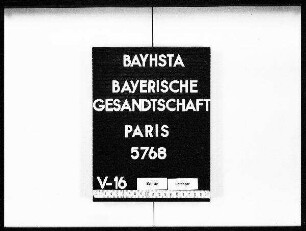 BAYHSTA
BAYERISCHE
GESANDTSCHAFT
PARIS
5768
V-16